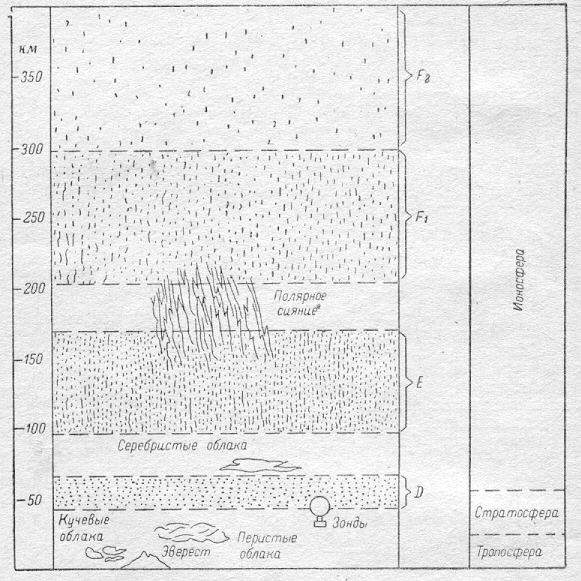 км
350
F₂
300
250
F₁
Ионосфера
200
Полярное
сияние
150
E
100
Серебристые облака
50
D
Кучевые
облака
Эверест
Перистые
облака
Зонды
Стратосфера
Тропосфера